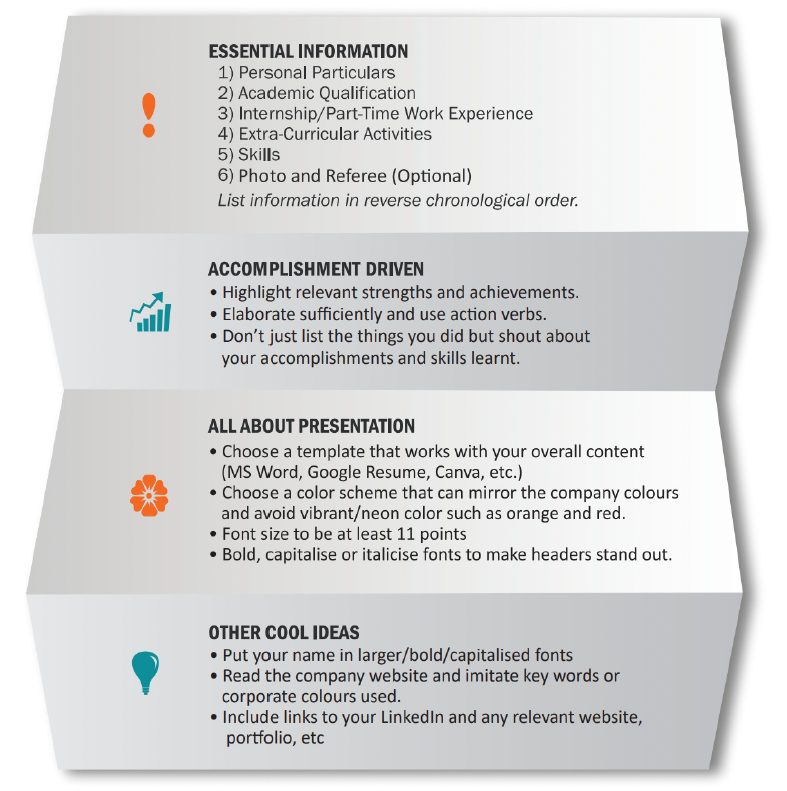 ESSENTIAL INFORMATION
1) Personal Particulars
2) Academic Qualification
3) Internship/Part-Time Work Experience
4) Extra-Curricular Activities
5) Skills
6) Photo and Referee (Optional)
List information in reverse chronological order.
ACCOMPLISHMENT DRIVEN
• Highlight relevant strengths and achievements.
• Elaborate sufficiently and use action verbs.
• Don't just list the things you did but shout about
your accomplishments and skills learnt.
ALL ABOUT PRESENTATION
• Choose a template that works with your overall content
(MS Word, Google Resume, Canva, etc.)
• Choose a color scheme that can mirror the company colours
and avoid vibrant/neon color such as orange and red.
• Font size to be at least 11 points
• Bold, capitalise or italicise fonts to make headers stand out.
OTHER COOL IDEAS
• Put your name in larger/bold/capitalised fonts
• Read the company website and imitate key words or
corporate colours used.
• Include links to your LinkedIn and any relevant website,
portfolio, etc